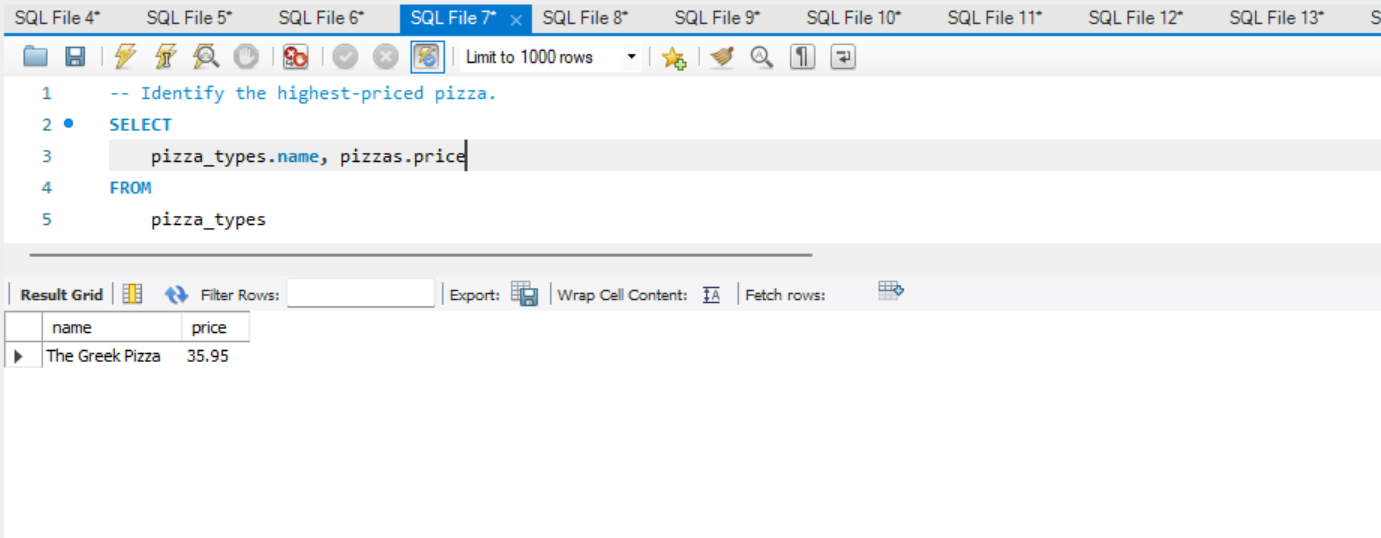 SQL File 4* SQL File 5* SQL File 6* SQL File 7* SQL File 8* SQL File 9* SQL File 10* SQL File 11* SQL File 12* SQL File 13* S
Limit to 1000 rows
1 -- Identify the highest-priced pizza.
2 SELECT
3 pizza_types.name, pizzas.price
4 FROM
5 pizza_types
Result Grid Filter Rows: Export: Wrap Cell Content: Fetch rows:
name price
The Greek Pizza 35.95